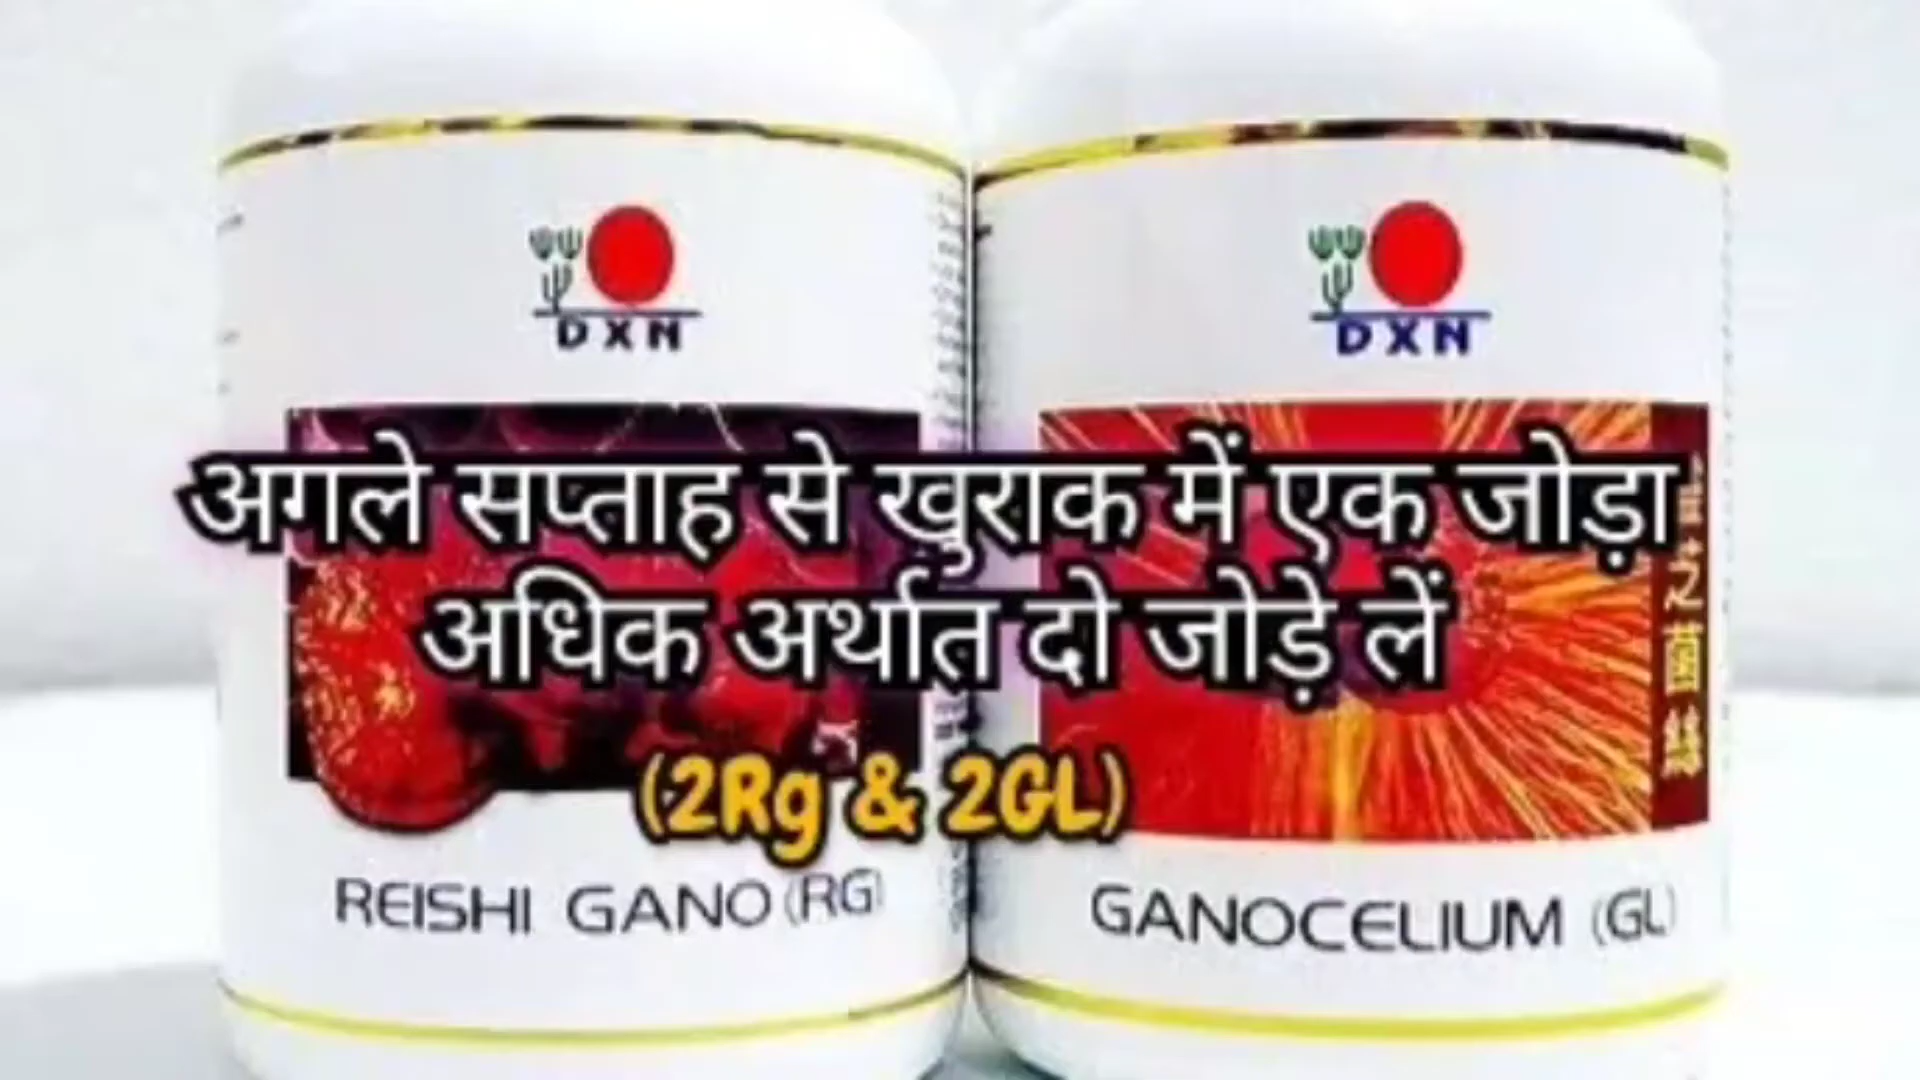 DXN
DXN
अगले सप्ताह से खुराक में एक जोड़ा
अधिक अर्थात दो जोड़े लें
(2Rg & 2GL)
REISHI GANO (RG)
GANOCELIUM (GL)